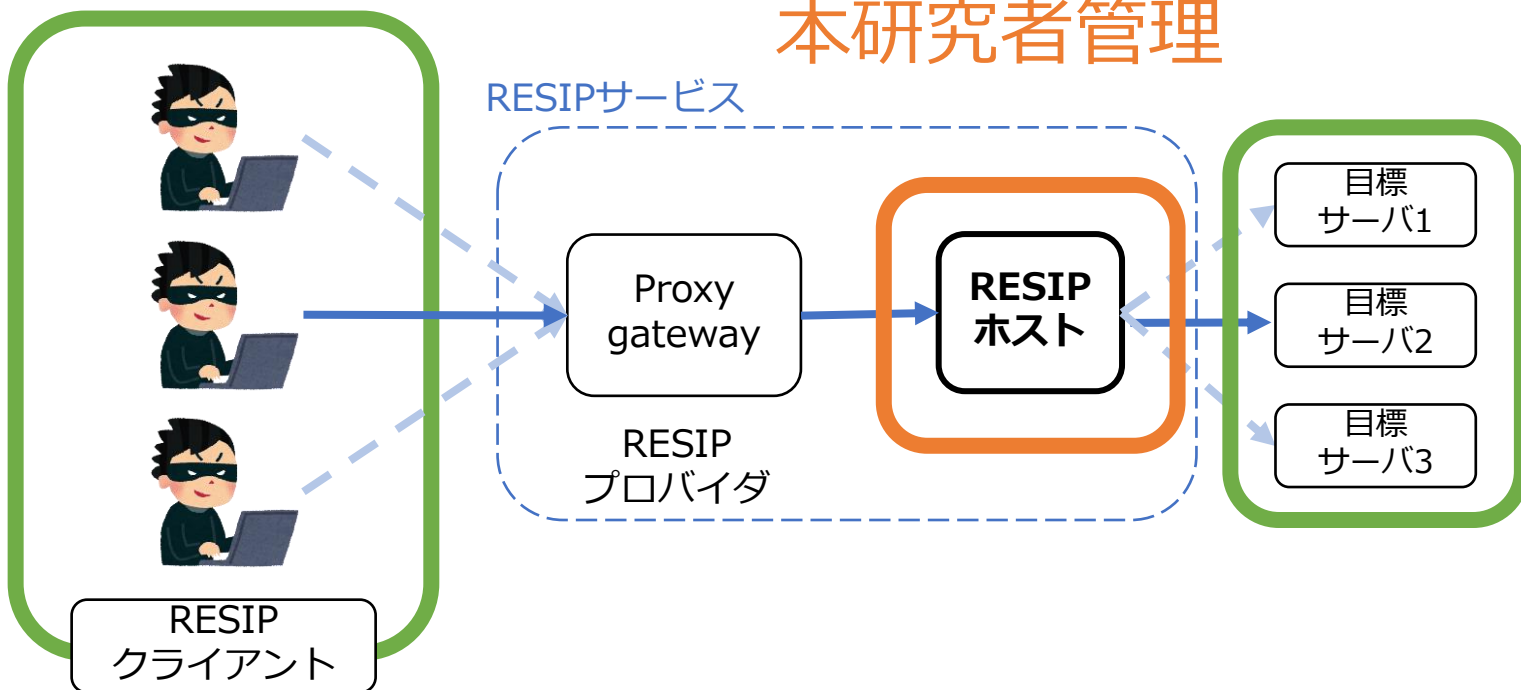 本研究者管理
RESIPサービス
Proxy
gateway
RESIP
プロバイダ
RESIP
ホスト
目標
サーバ1
目標
サーバ2
目標
サーバ3
RESIP
クライアント